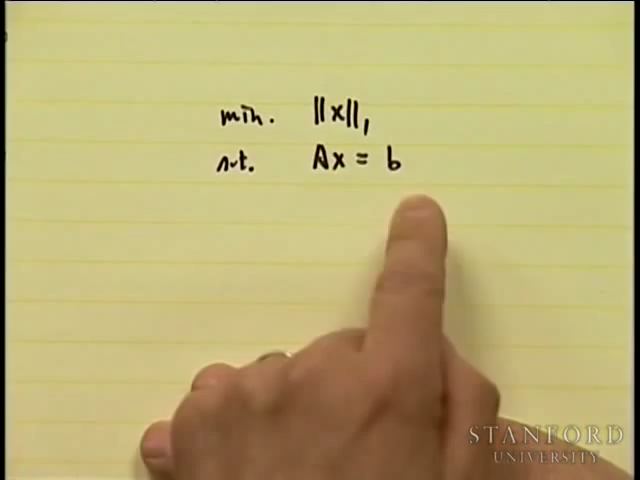 min. ||x||₁
s.t. Ax = b
STANFORD
UNIVERSITY